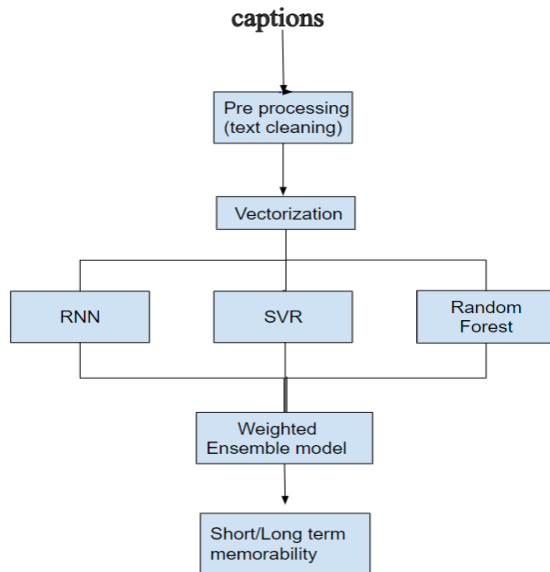 captions
Pre processing
(text cleaning)
Vectorization
RNN
SVR
Random
Forest
Weighted
Ensemble model
Short/Long term
memorability